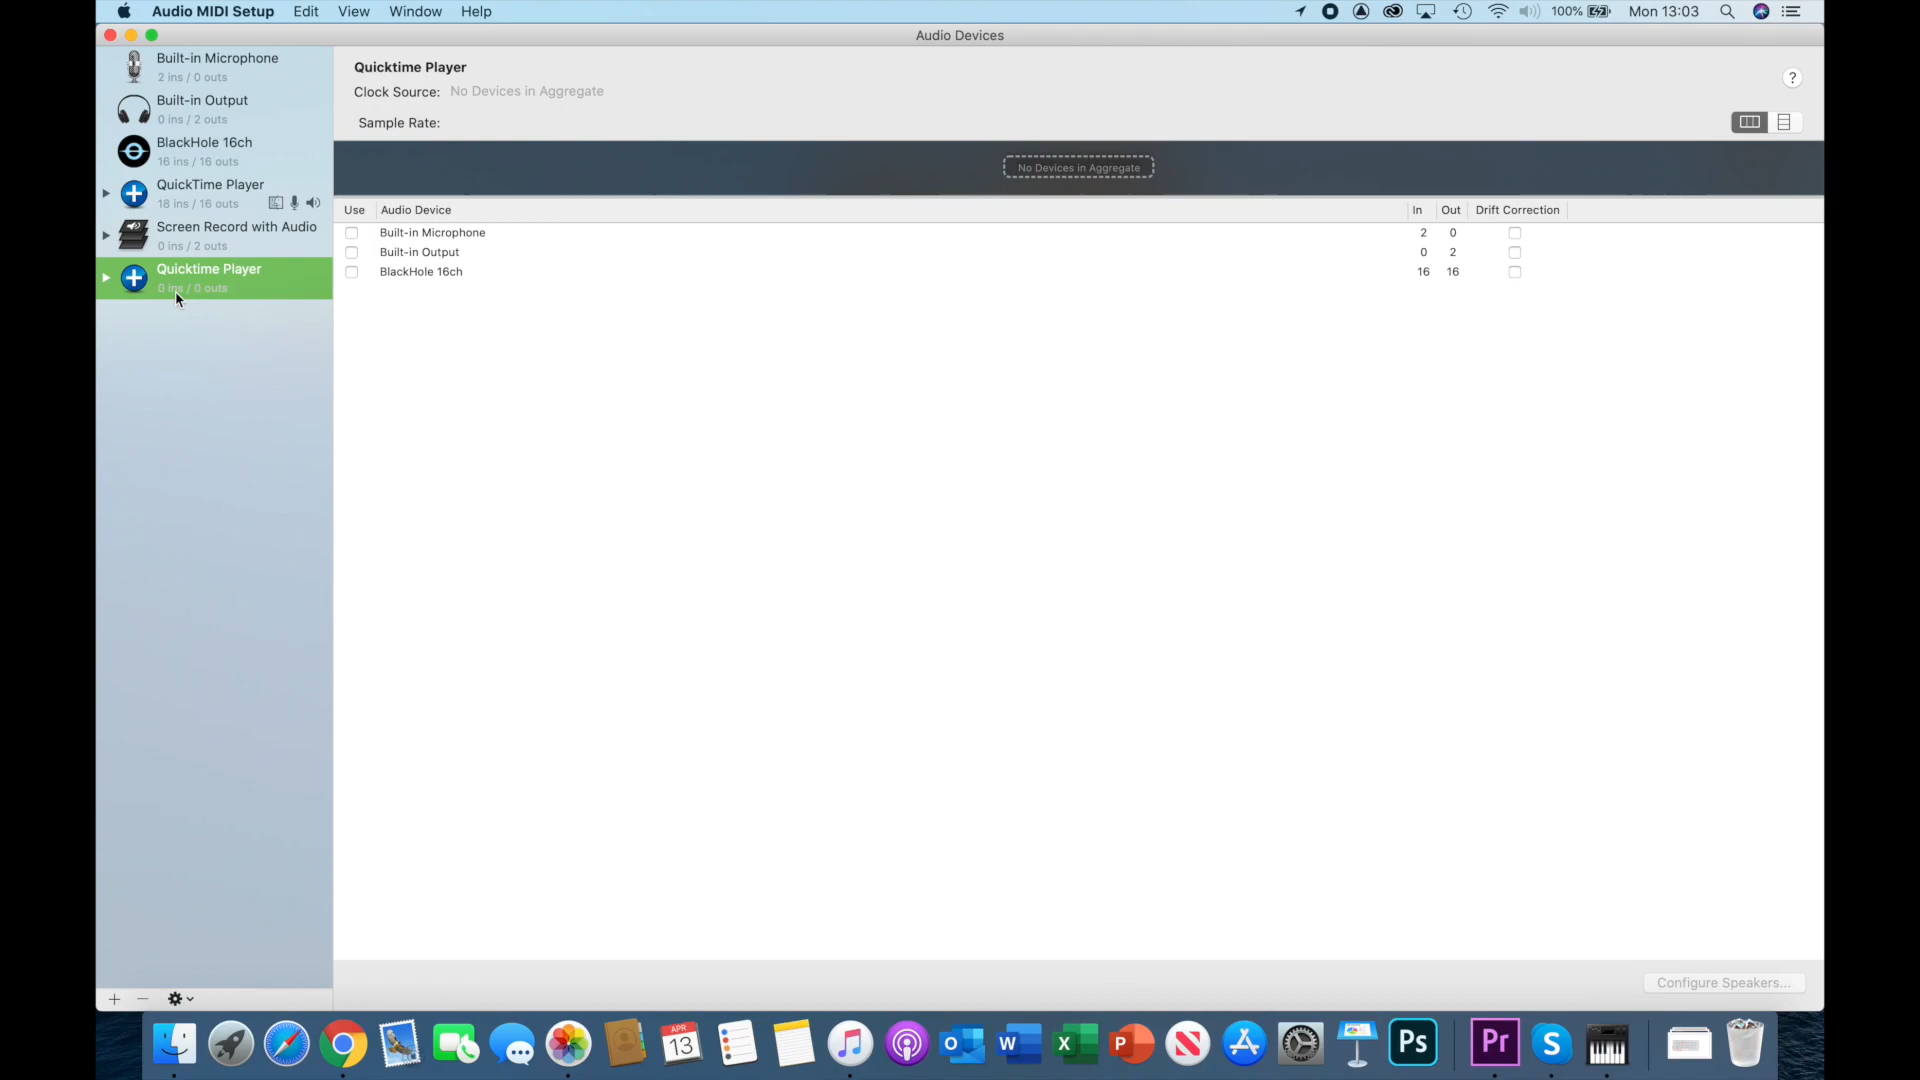 Audio MIDI Setup Edit View Window Help 100% Mon 13:03
Audio Devices
Built-in Microphone
2 ins / 0 outs
Built-in Output
0 ins / 2 outs
BlackHole 16ch
16 ins / 16 outs
QuickTime Player
18 ins / 16 outs
Screen Record with Audio
0 ins / 2 outs
Quicktime Player
0 ins / 0 outs
Quicktime Player
?
Clock Source: No Devices in Aggregate
Sample Rate:
No Devices in Aggregate
Use Audio Device In Out Drift Correction
Built-in Microphone 2 0
Built-in Output 0 2
BlackHole 16ch 16 16
Configure Speakers...
APR
13
O W X P Ps Pr S